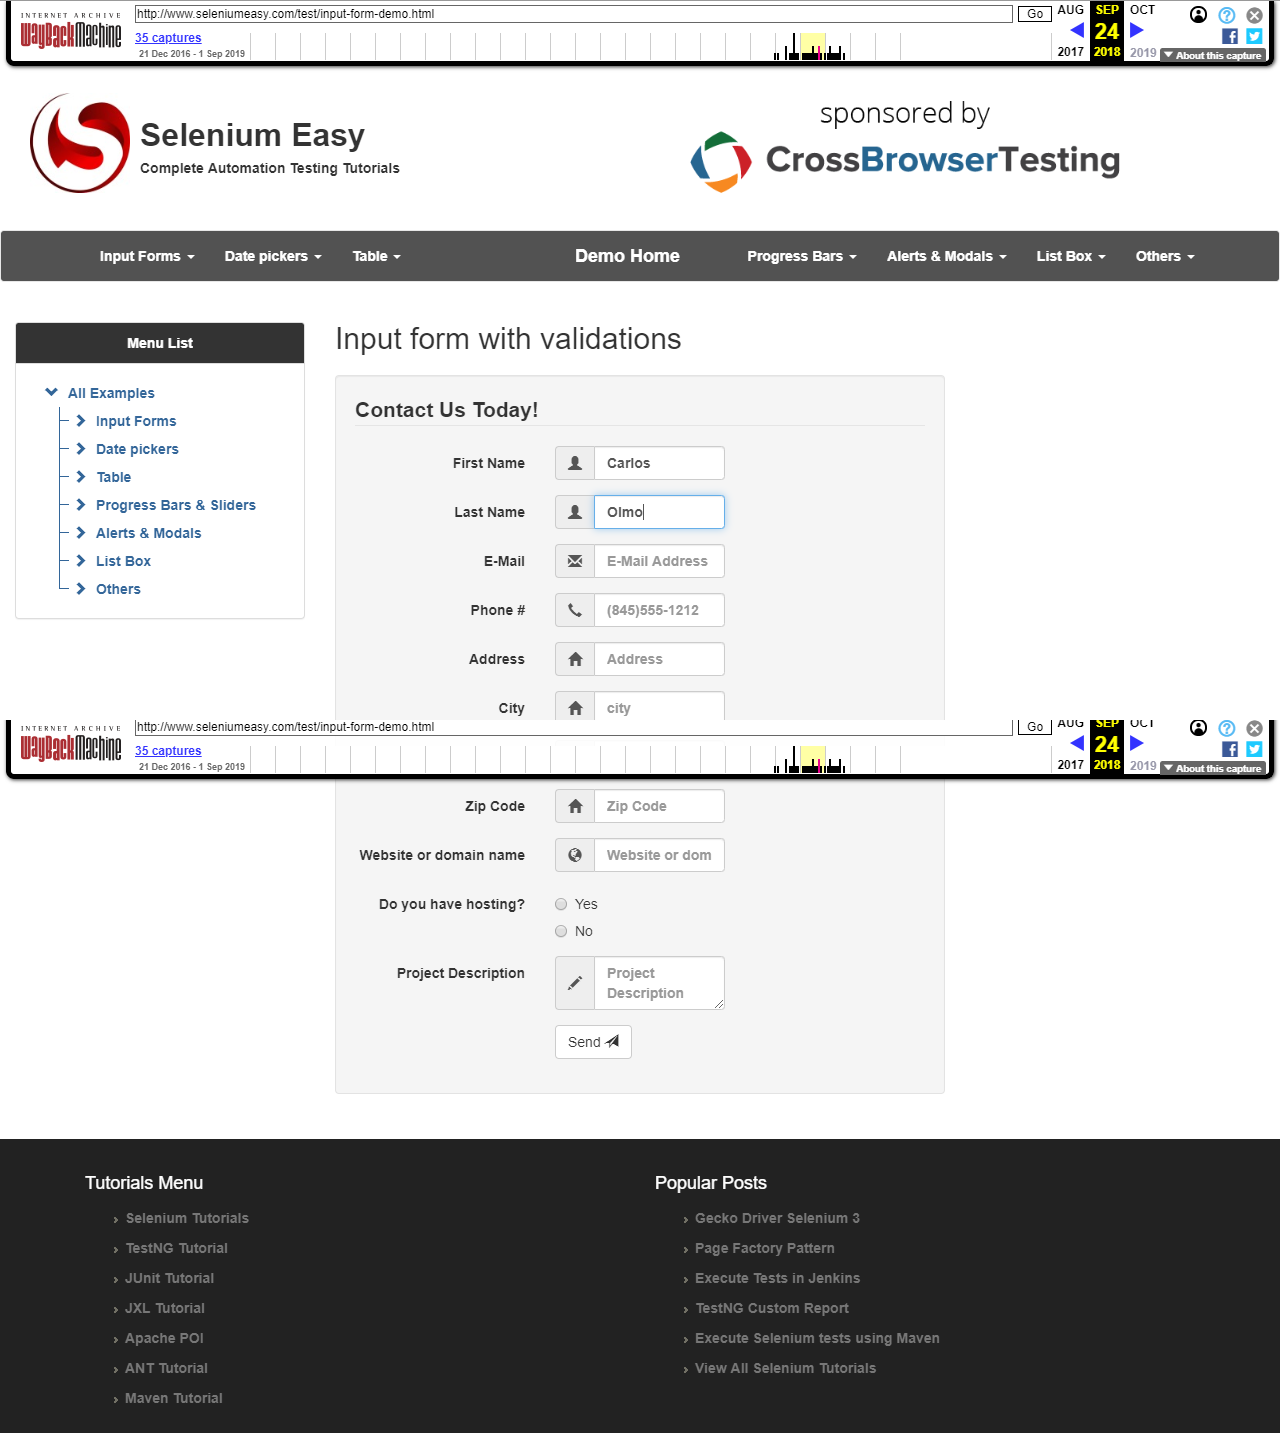 INTERNET ARCHIVE
WayBackMachine
http://www.seleniumeasy.com/test/input-form-demo.html
Go
35 captures
21 Dec 2016 - 1 Sep 2019
AUG SEP OCT
24
2017 2018 2019
About this capture
Selenium Easy
Complete Automation Testing Tutorials
sponsored by
CrossBrowserTesting
Input Forms Date pickers Table Demo Home Progress Bars Alerts & Modals List Box Others
Menu List
All Examples
Input Forms
Date pickers
Table
Progress Bars & Sliders
Alerts & Modals
List Box
Others
Input form with validations
Contact Us Today!
First Name Carlos
Last Name Olmo
E-Mail E-Mail Address
Phone # (845)555-1212
Address Address
City city
INTERNET ARCHIVE
WayBackMachine
http://www.seleniumeasy.com/test/input-form-demo.html
Go
35 captures
21 Dec 2016 - 1 Sep 2019
AUG SEP OCT
24
2017 2018 2019
About this capture
Zip Code Zip Code
Website or domain name Website or dom
Do you have hosting? Yes
No
Project Description Project
Description
Send
Tutorials Menu
Selenium Tutorials
TestNG Tutorial
JUnit Tutorial
JXL Tutorial
Apache POI
ANT Tutorial
Maven Tutorial
Popular Posts
Gecko Driver Selenium 3
Page Factory Pattern
Execute Tests in Jenkins
TestNG Custom Report
Execute Selenium tests using Maven
View All Selenium Tutorials